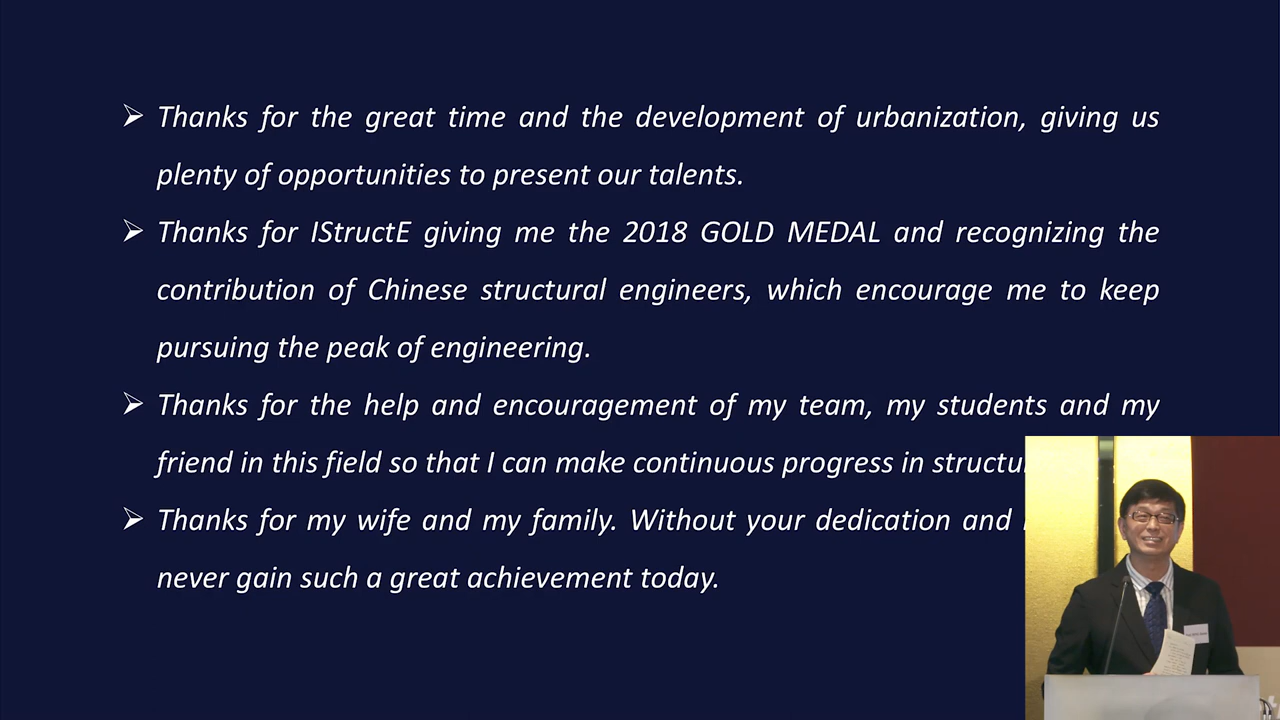 Thanks for the great time and the development of urbanization, giving us
plenty of opportunities to present our talents.
Thanks for IStructE giving me the 2018 GOLD MEDAL and recognizing the
contribution of Chinese structural engineers, which encourage me to keep
pursuing the peak of engineering.
Thanks for the help and encouragement of my team, my students and my
friend in this field so that I can make continuous progress in
Thanks for my wife and my family. Without your dedication and
never gain such a great achievement today.